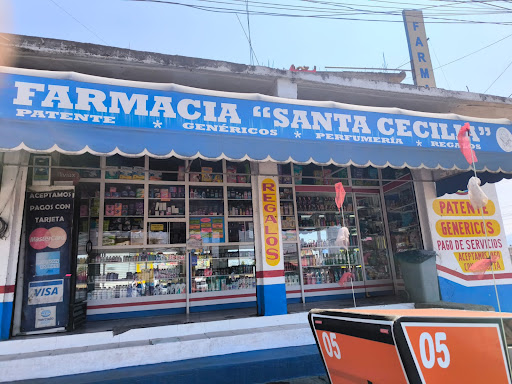 FARM
FARMACIA "SANTA CECILIA"
PATENTE * GENÉRICOS * PERFUMERÍA * REGALOS
ACEPTAMOS
PAGOS CON
TARJETA
mastercard
VISA
REGALOS
PATENTE
GENERICOS
PAGO DE SERVICIOS
05
05